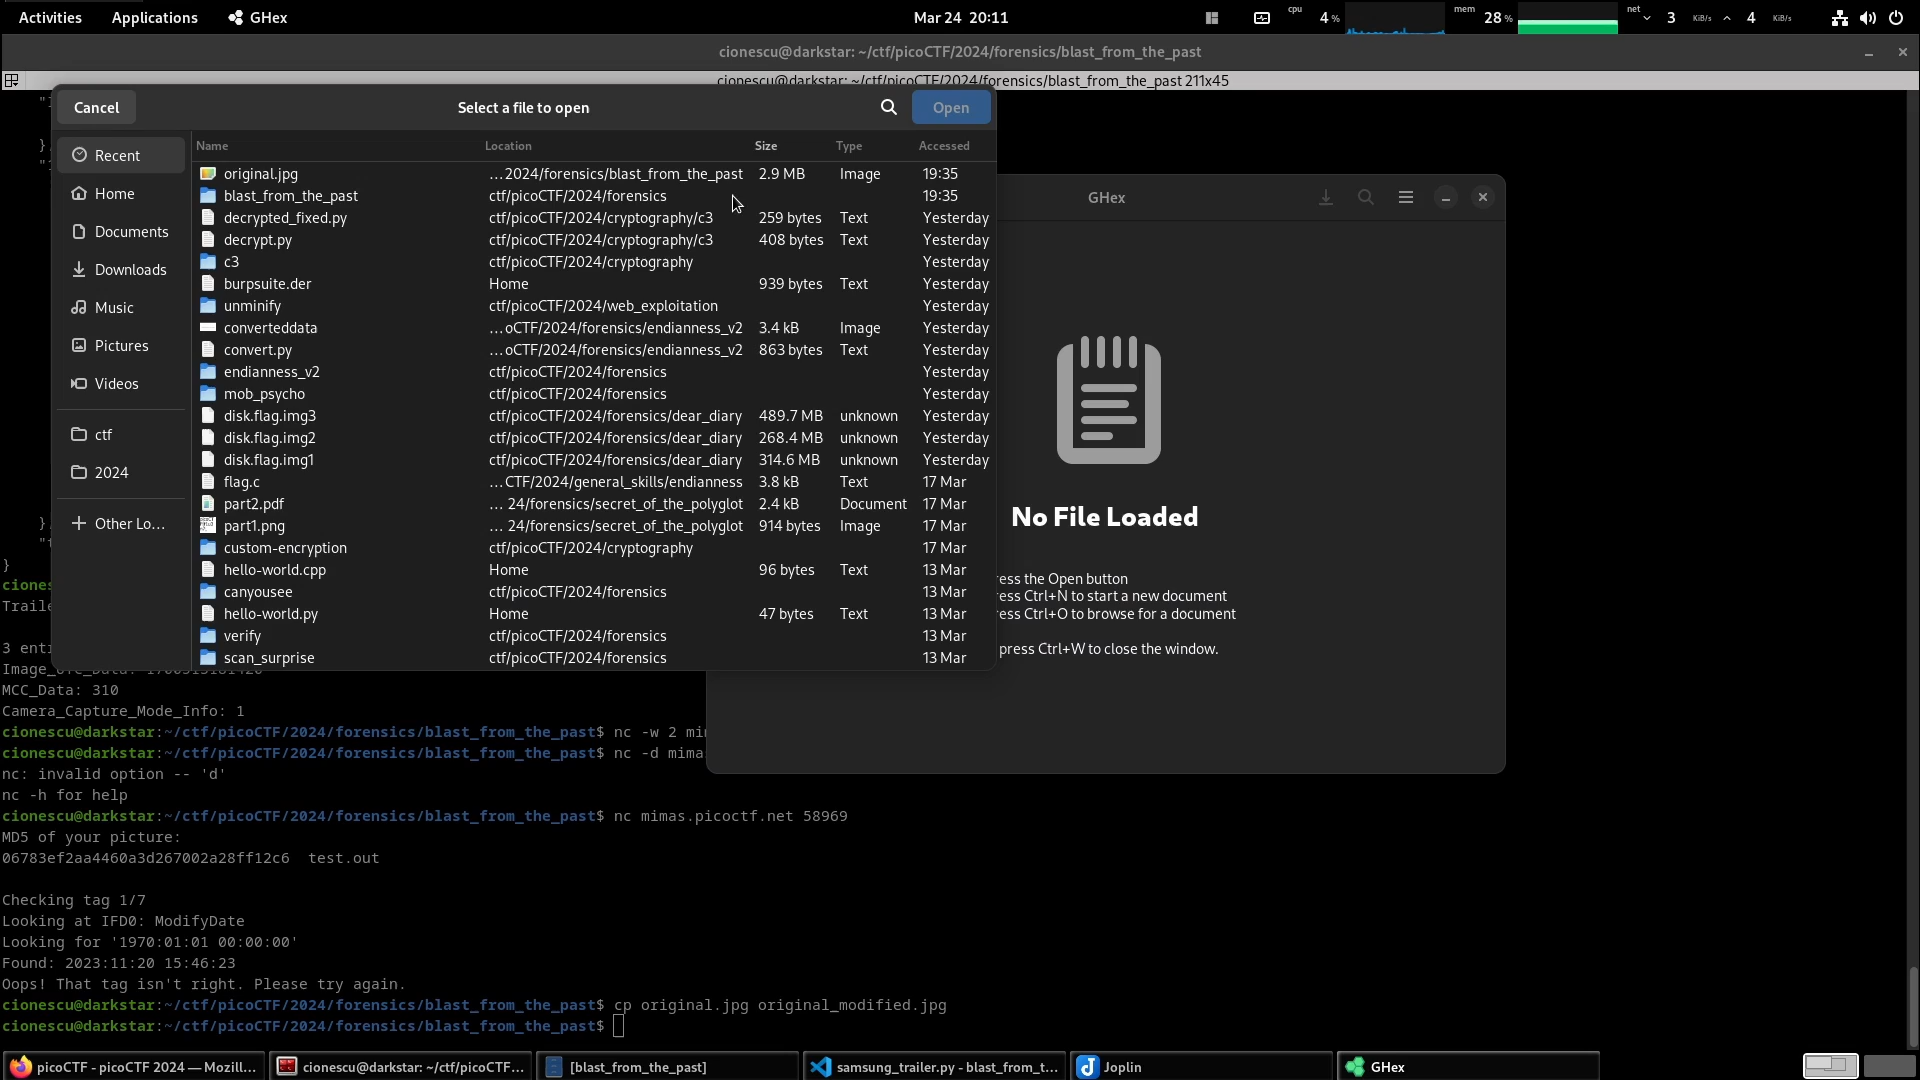 Activities Applications GHex Mar 24 20:11 cpu 4 % mem 28 % net 3 KiB/s 4 KiB/s
cionescu@darkstar: ~/ctf/picoCTF/2024/forensics/blast_from_the_past
cionescu@darkstar: ~/ctf/picoCTF/2024/forensics/blast_from_the_past 211x45
Cancel Select a file to open Open
Recent
Home
Documents
Downloads
Music
Pictures
Videos
ctf
2024
Other Lo...
Name Location Size Type Accessed
original.jpg ...2024/forensics/blast_from_the_past 2.9 MB Image 19:35
blast_from_the_past ctf/picoCTF/2024/forensics 19:35
decrypted_fixed.py ctf/picoCTF/2024/cryptography/c3 259 bytes Text Yesterday
decrypt.py ctf/picoCTF/2024/cryptography/c3 408 bytes Text Yesterday
c3 ctf/picoCTF/2024/cryptography Yesterday
burpsuite.der Home 939 bytes Text Yesterday
unminify ctf/picoCTF/2024/web_exploitation Yesterday
converteddata ...oCTF/2024/forensics/endianness_v2 3.4 kB Image Yesterday
convert.py ...oCTF/2024/forensics/endianness_v2 863 bytes Text Yesterday
endianness_v2 ctf/picoCTF/2024/forensics Yesterday
mob_psycho ctf/picoCTF/2024/forensics Yesterday
disk.flag.img3 ctf/picoCTF/2024/forensics/dear_diary 489.7 MB unknown Yesterday
disk.flag.img2 ctf/picoCTF/2024/forensics/dear_diary 268.4 MB unknown Yesterday
disk.flag.img1 ctf/picoCTF/2024/forensics/dear_diary 314.6 MB unknown Yesterday
flag.c ...CTF/2024/general_skills/endianness 3.8 kB Text 17 Mar
part2.pdf ... 24/forensics/secret_of_the_polyglot 2.4 kB Document 17 Mar
part1.png ... 24/forensics/secret_of_the_polyglot 914 bytes Image 17 Mar
custom-encryption ctf/picoCTF/2024/cryptography 17 Mar
hello-world.cpp Home 96 bytes Text 13 Mar
canyousee ctf/picoCTF/2024/forensics 13 Mar
hello-world.py Home 47 bytes Text 13 Mar
verify ctf/picoCTF/2024/forensics 13 Mar
scan_surprise ctf/picoCTF/2024/forensics 13 Mar
GHex
No File Loaded
ress the Open button
ress Ctrl+N to start a new document
ress Ctrl+O to browse for a document
press Ctrl+W to close the window.
}
ciones
Traile
3 entr
MCC_Data: 310
Camera_Capture_Mode_Info: 1
cionescu@darkstar:~/ctf/picoCTF/2024/forensics/blast_from_the_past$ nc -w 2 mi
cionescu@darkstar:~/ctf/picoCTF/2024/forensics/blast_from_the_past$ nc -d mima
nc: invalid option -- 'd'
nc -h for help
cionescu@darkstar:~/ctf/picoCTF/2024/forensics/blast_from_the_past$ nc mimas.picoctf.net 58969
MD5 of your picture:
06783ef2aa4460a3d267002a28ff12c6  test.out
Checking tag 1/7
Looking at IFD0: ModifyDate
Looking for '1970:01:01 00:00:00'
Found: 2023:11:20 15:46:23
Oops! That tag isn't right. Please try again.
cionescu@darkstar:~/ctf/picoCTF/2024/forensics/blast_from_the_past$ cp original.jpg original_modified.jpg
cionescu@darkstar:~/ctf/picoCTF/2024/forensics/blast_from_the_past$
picoCTF - picoCTF 2024 — Mozill... cionescu@darkstar: ~/ctf/picoCTF... [blast_from_the_past] samsung_trailer.py - blast_from_t... Joplin GHex